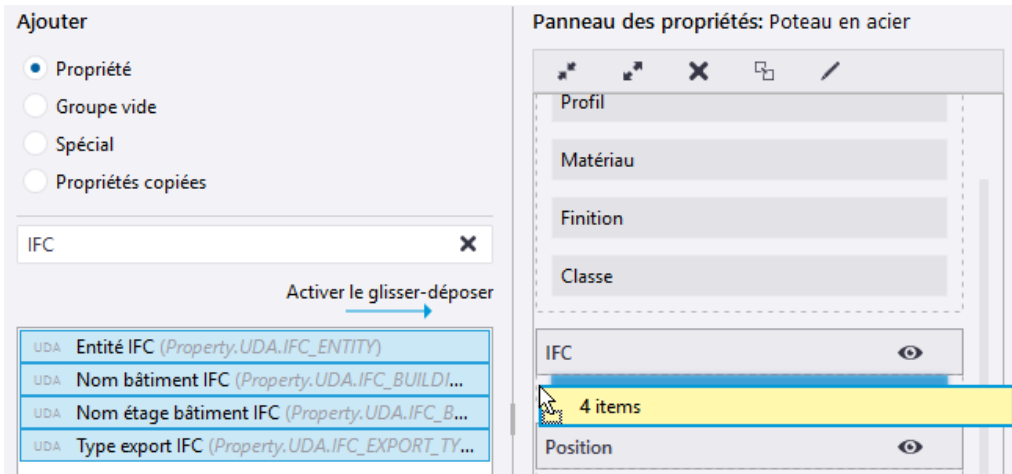 Ajouter
Propriété
Groupe vide
Spécial
Propriétés copiées
IFC
Activer le glisser-déposer
UDA Entité IFC (Property.UDA.IFC_ENTITY)
UDA Nom bâtiment IFC (Property.UDA.IFC_BUILDI...
UDA Nom étage bâtiment IFC (Property.UDA.IFC_B...
UDA Type export IFC (Property.UDA.IFC_EXPORT_TY...
Panneau des propriétés: Poteau en acier
Profil
Matériau
Finition
Classe
IFC
4 items
Position